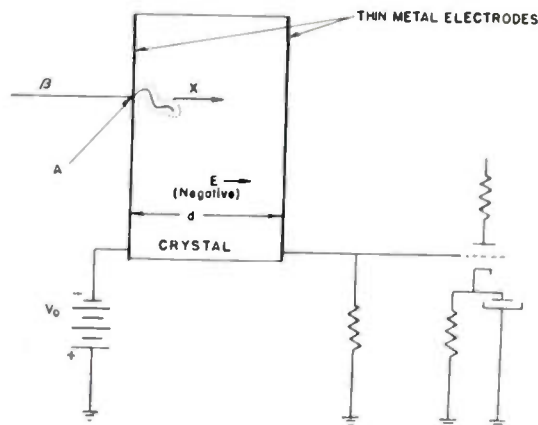 THIN METAL ELECTRODES
β
X
A
E
(Negative)
d
CRYSTAL
V₀
−
+